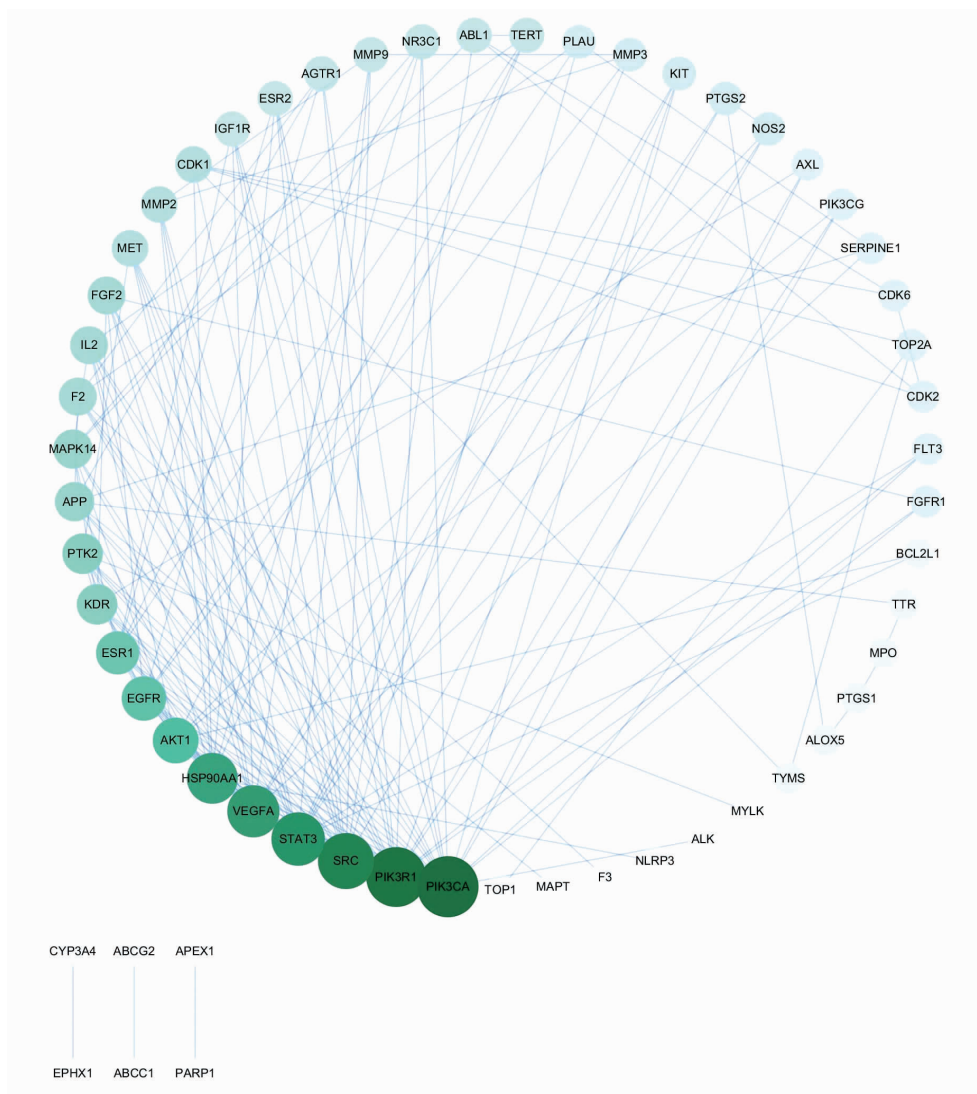 ABL1
TERT
PLAU
MMP3
KIT
PTGS2
NOS2
AXL
PIK3CG
SERPINE1
CDK6
TOP2A
CDK2
FLT3
FGFR1
BCL2L1
TTR
MPO
PTGS1
ALOX5
TYMS
MYLK
ALK
NLRP3
F3
MAPT
TOP1
PIK3CA
PIK3R1
SRC
STAT3
VEGFA
HSP90AA1
AKT1
EGFR
ESR1
KDR
PTK2
APP
MAPK14
F2
IL2
FGF2
MET
MMP2
CDK1
IGF1R
ESR2
AGTR1
MMP9
NR3C1
CYP3A4 ABCG2 APEX1
EPHX1 ABCC1 PARP1